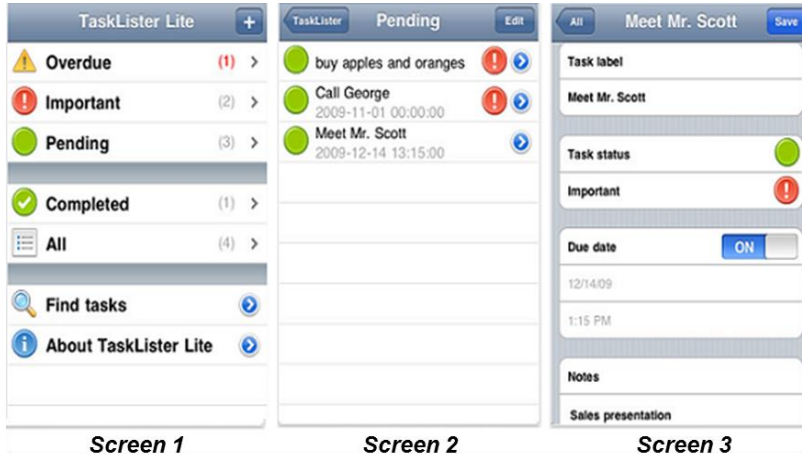 TaskLister Lite +
Overdue (1) >
! Important (2) >
Pending (3) >
Completed (1) >
All (4) >
Find tasks
i About TaskLister Lite
Screen 1
TaskLister Pending Edit
buy apples and oranges !
Call George !
2009-11-01 00:00:00
Meet Mr. Scott
2009-12-14 13:15:00
Screen 2
All Meet Mr. Scott Save
Task label
Meet Mr. Scott
Task status
Important !
Due date ON
12/14/09
1:15 PM
Notes
Sales presentation
Screen 3